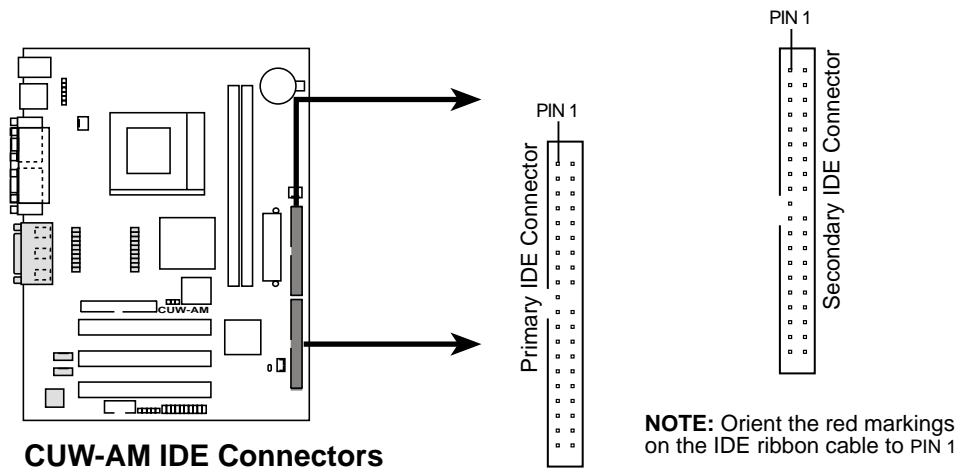 PIN 1
Secondary IDE Connector
PIN 1
Primary IDE Connector
CUW-AM
NOTE: Orient the red markings
on the IDE ribbon cable to PIN 1
CUW-AM IDE Connectors